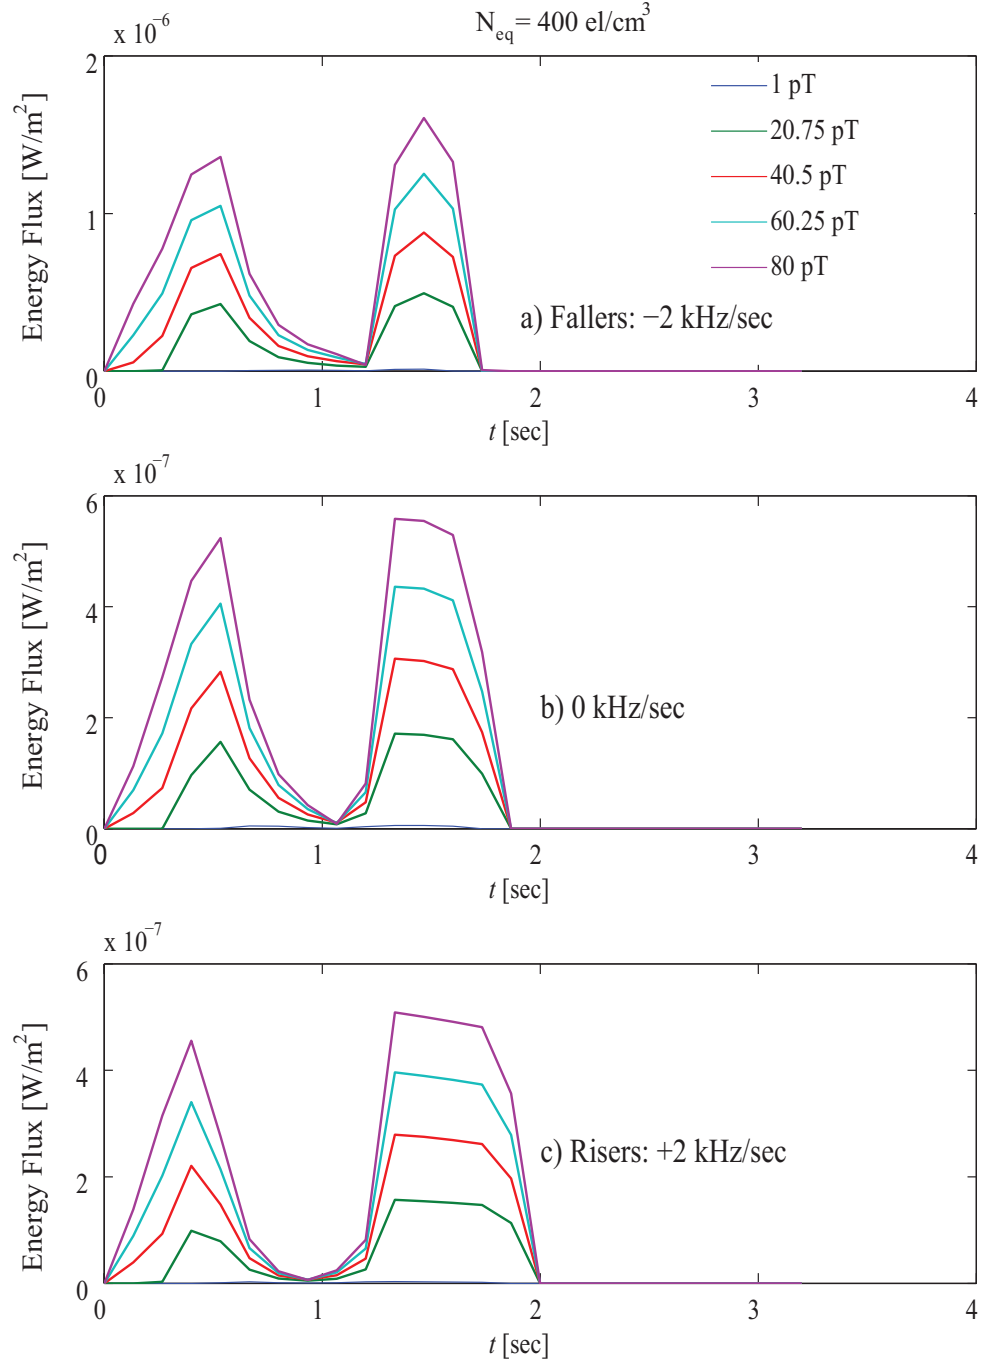 N_eq = 400 el/cm^3
x 10^−6
2
1
0
Energy Flux [W/m^2]
1 pT
20.75 pT
40.5 pT
60.25 pT
80 pT
a) Fallers: −2 kHz/sec
0 1 2 3 4
t [sec]
x 10^−7
6
4
2
0
Energy Flux [W/m^2]
b) 0 kHz/sec
0 1 2 3 4
t [sec]
x 10^−7
6
4
2
0
Energy Flux [W/m^2]
c) Risers: +2 kHz/sec
0 1 2 3 4
t [sec]